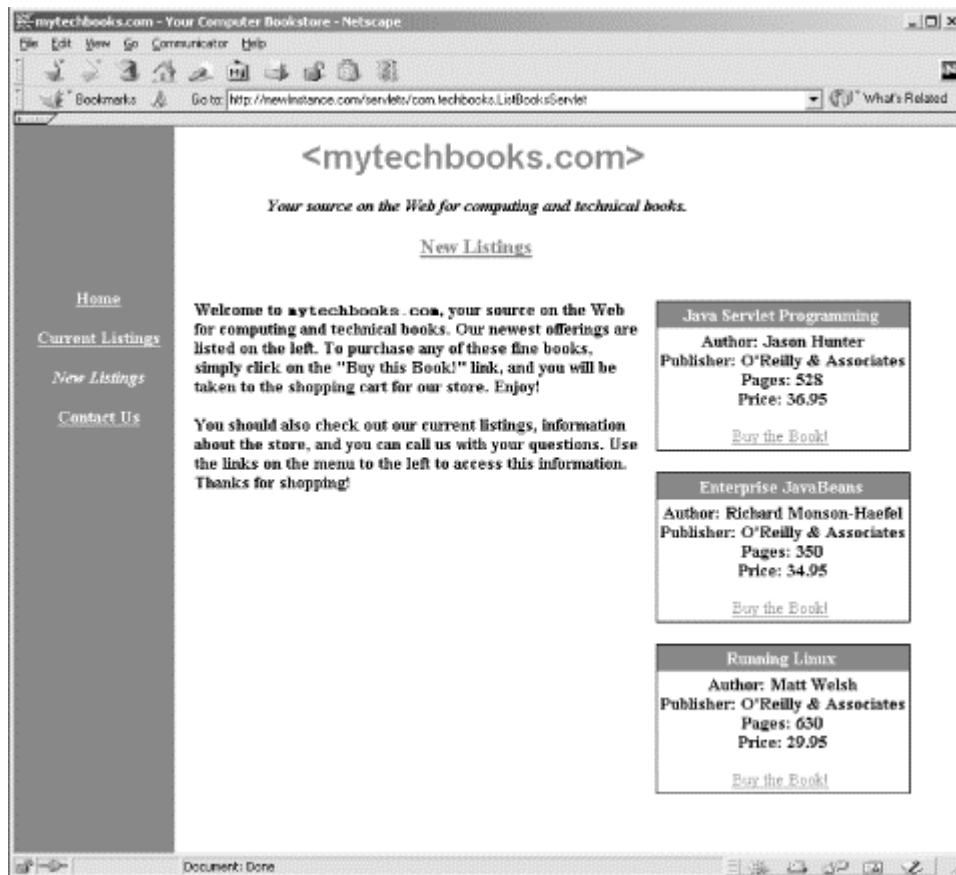 mytechbooks.com - Your Computer Bookstore - Netscape
File Edit View Go Communicator Help
Bookmarks Go to: http://newInstance.com/servlets/com.techbooks.ListBooksServlet What's Related
<mytechbooks.com>
Your source on the Web for computing and technical books.
New Listings
Home
Current Listings
New Listings
Contact Us
Welcome to mytechbooks.com, your source on the Web
for computing and technical books. Our newest offerings are
listed on the left. To purchase any of these fine books,
simply click on the "Buy this Book!" link, and you will be
taken to the shopping cart for our store. Enjoy!
You should also check out our current listings, information
about the store, and you can call us with your questions. Use
the links on the menu to the left to access this information.
Thanks for shopping!
Java Servlet Programming
Author: Jason Hunter
Publisher: O'Reilly & Associates
Pages: 528
Price: 36.95
Buy the Book!
Enterprise JavaBeans
Author: Richard Monson-Haefel
Publisher: O'Reilly & Associates
Pages: 350
Price: 34.95
Buy the Book!
Running Linux
Author: Matt Welsh
Publisher: O'Reilly & Associates
Pages: 630
Price: 29.95
Buy the Book!
Document: Done